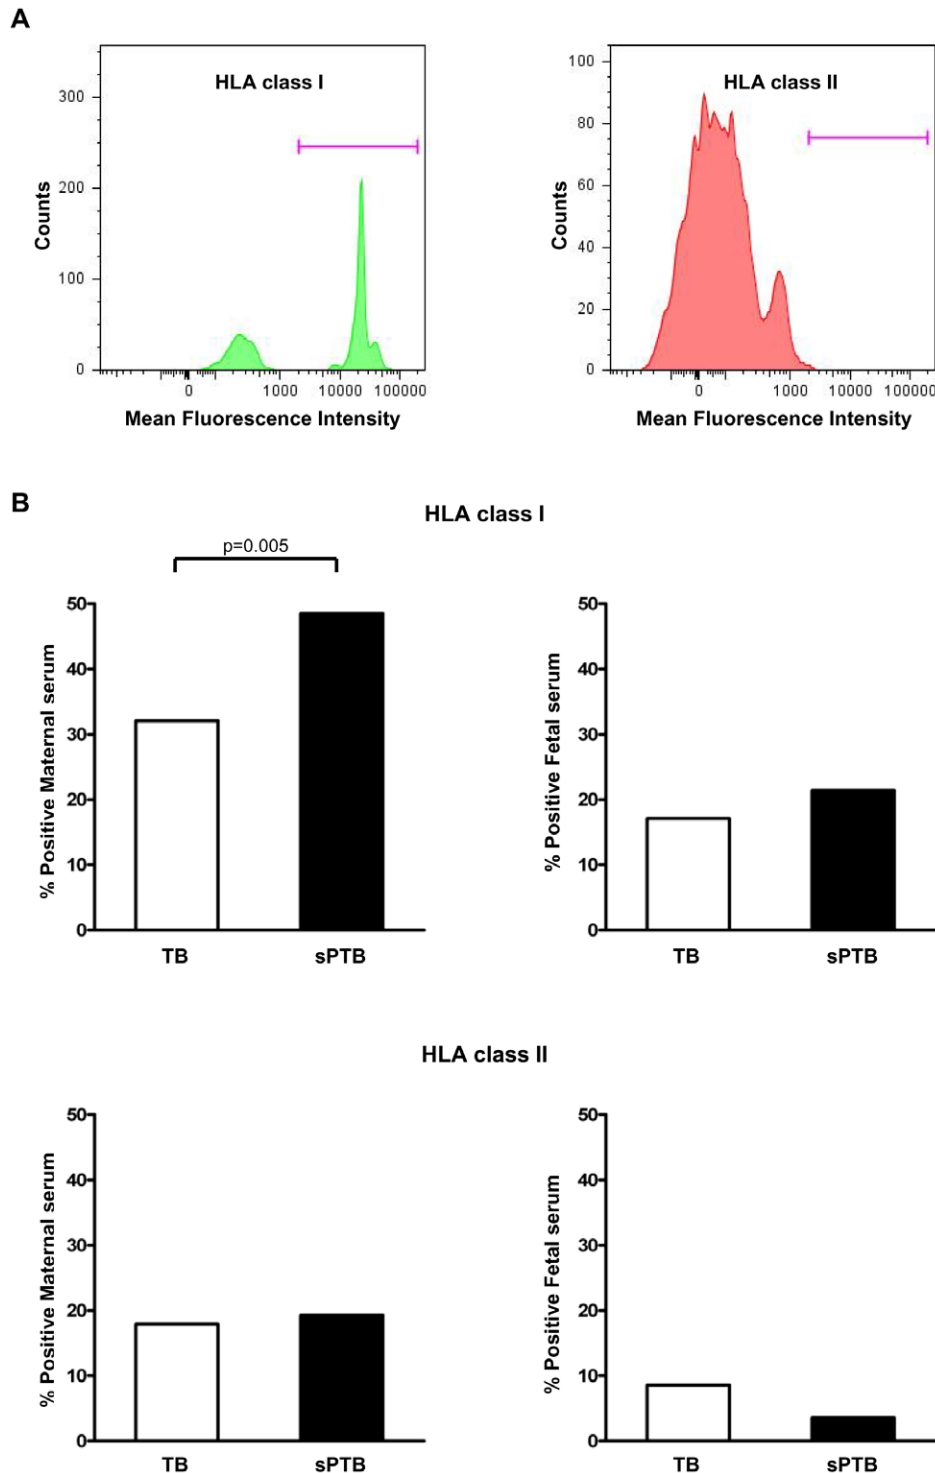 A
HLA class I
300
200
100
0
Counts
0 1000 10000 100000
Mean Fluorescence Intensity
HLA class II
100
80
60
40
20
0
Counts
0 1000 10000 100000
Mean Fluorescence Intensity
B
HLA class I
p=0.005
50
40
30
20
10
0
% Positive Maternal serum
TB sPTB
50
40
30
20
10
0
% Positive Fetal serum
TB sPTB
HLA class II
50
40
30
20
10
0
% Positive Maternal serum
TB sPTB
50
40
30
20
10
0
% Positive Fetal serum
TB sPTB